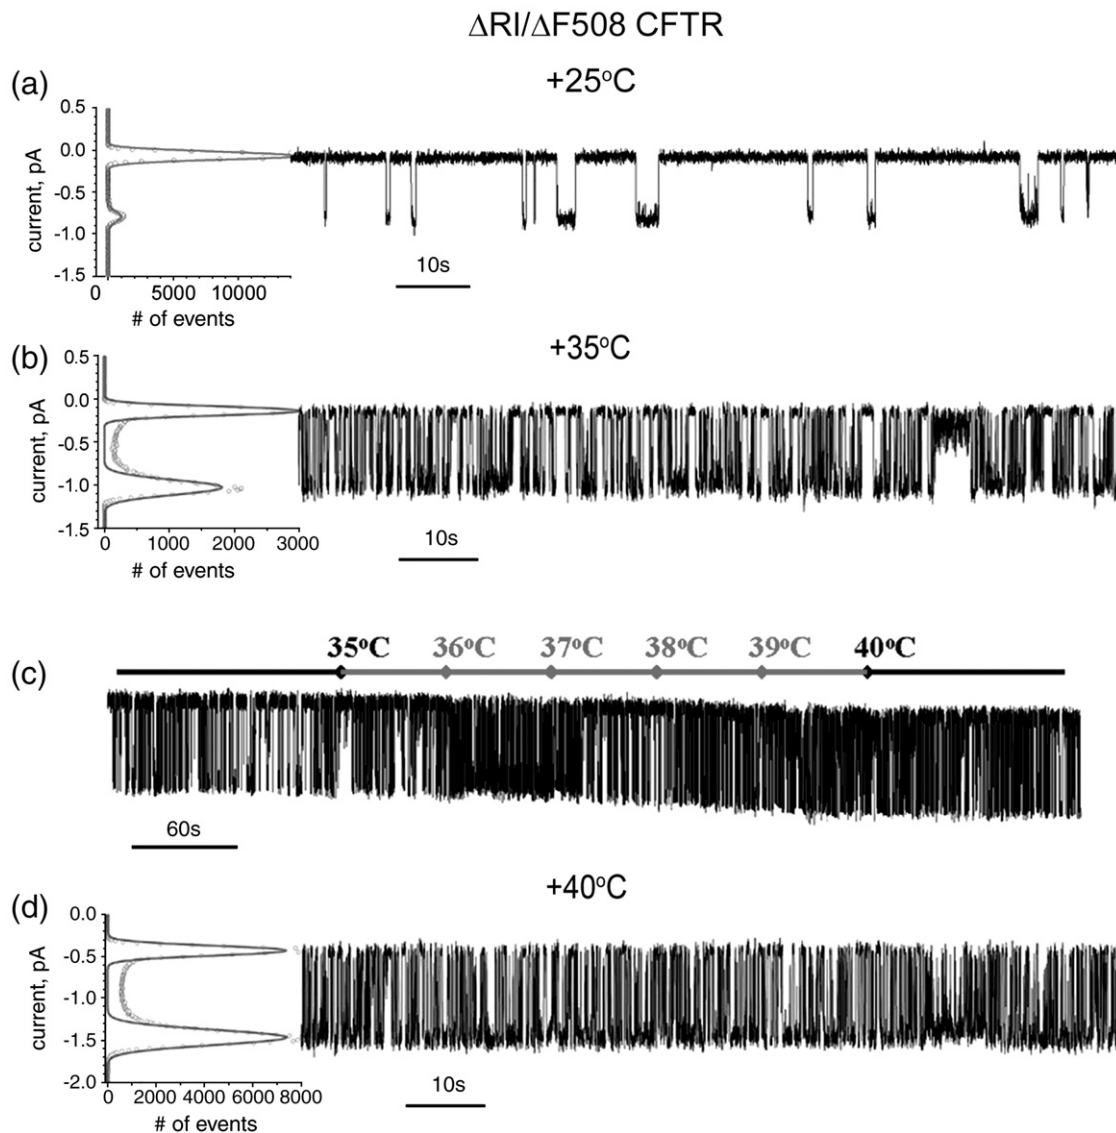 ΔRI/ΔF508 CFTR
(a)
+25°C
0.5
0.0
-0.5
-1.0
-1.5
current, pA
0 5000 10000
# of events
10s
(b)
+35°C
0.5
0.0
-0.5
-1.0
-1.5
current, pA
0 1000 2000 3000
# of events
10s
(c)
35°C 36°C 37°C 38°C 39°C 40°C
60s
(d)
+40°C
0.0
-0.5
-1.0
-1.5
-2.0
current, pA
0 2000 4000 6000 8000
# of events
10s